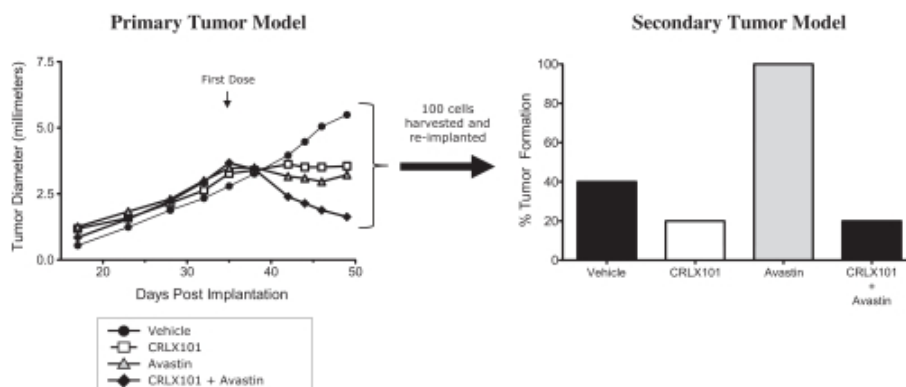 Primary Tumor Model
Tumor Diameter (millimeters)
7.5
5.0
2.5
0.0
First Dose
20
30
40
50
Days Post Implantation
Vehicle
CRLX101
Avastin
CRLX101 + Avastin
100 cells
harvested and
re-implanted
Secondary Tumor Model
% Tumor Formation
100
80
60
40
20
0
Vehicle
CRLX101
Avastin
CRLX101
+
Avastin